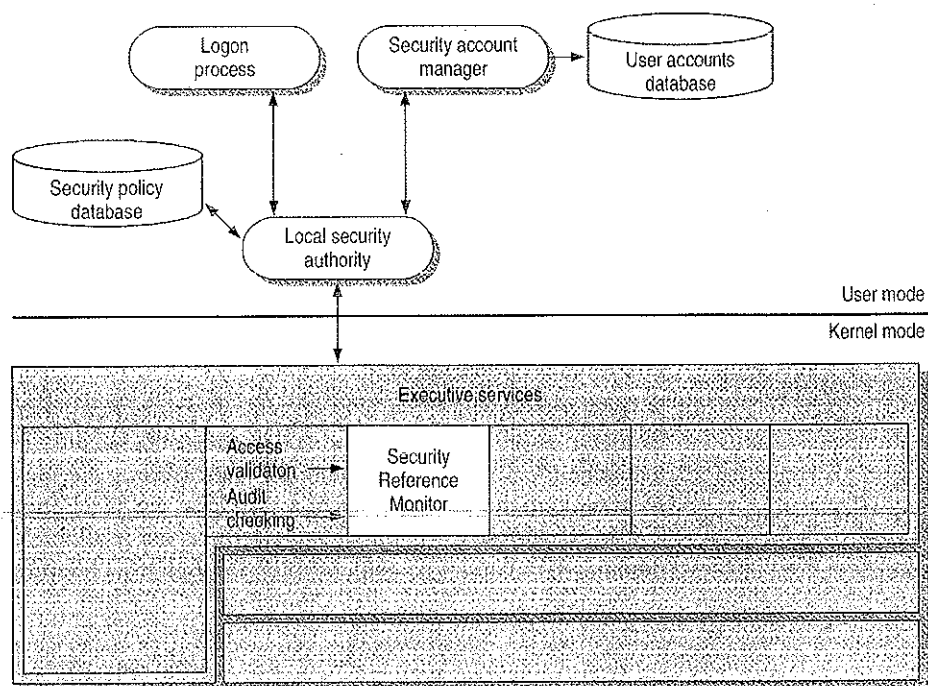 Logon
process
Security account
manager
User accounts
database
Security policy
database
Local security
authority
User mode
Kernel mode
Executive services
Access
validaton
Audit
checking
Security
Reference
Monitor